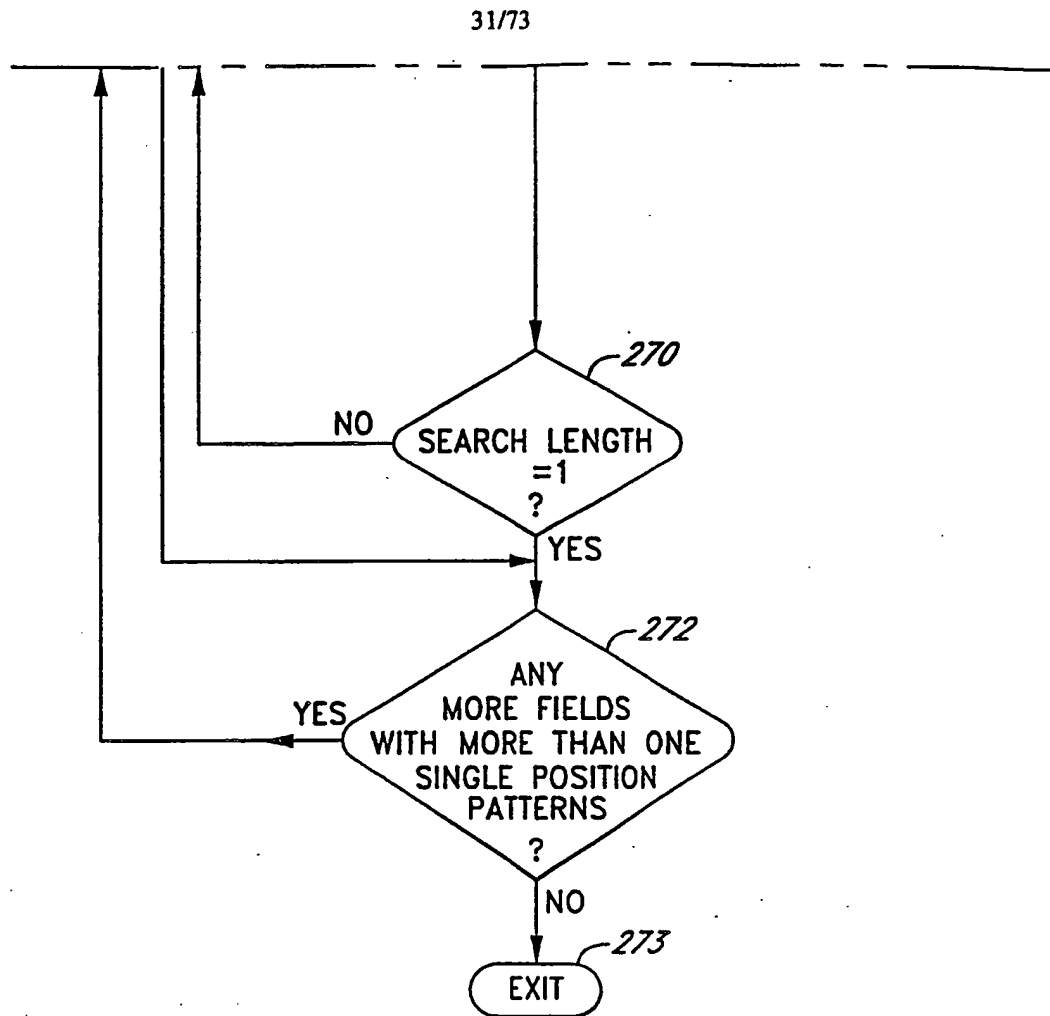 31/73
270
NO
SEARCH LENGTH
=1
?
YES
272
ANY
MORE FIELDS
YES
WITH MORE THAN ONE
SINGLE POSITION
PATTERNS
?
NO
273
EXIT